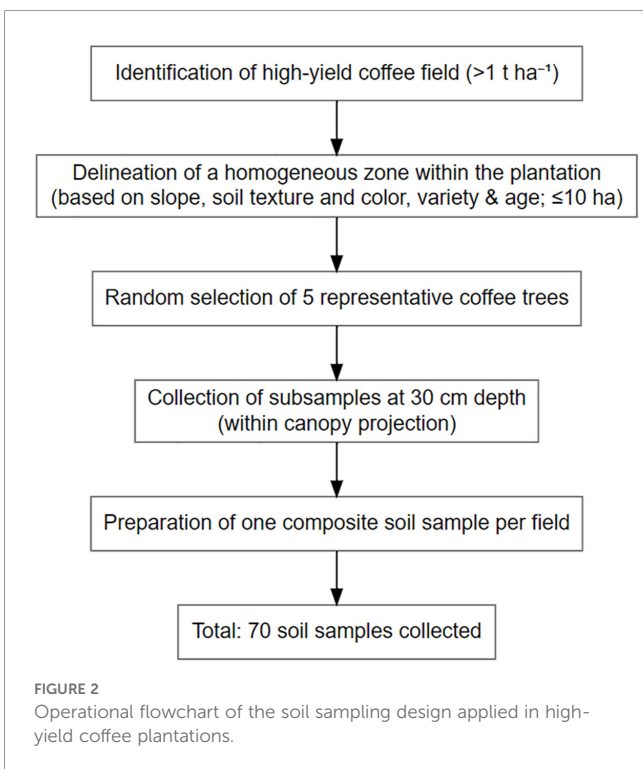 Identification of high-yield coffee field (>1 t ha⁻¹)
Delineation of a homogeneous zone within the plantation
(based on slope, soil texture and color, variety & age; ≤10 ha)
Random selection of 5 representative coffee trees
Collection of subsamples at 30 cm depth
(within canopy projection)
Preparation of one composite soil sample per field
Total: 70 soil samples collected
FIGURE 2
Operational flowchart of the soil sampling design applied in high-
yield coffee plantations.